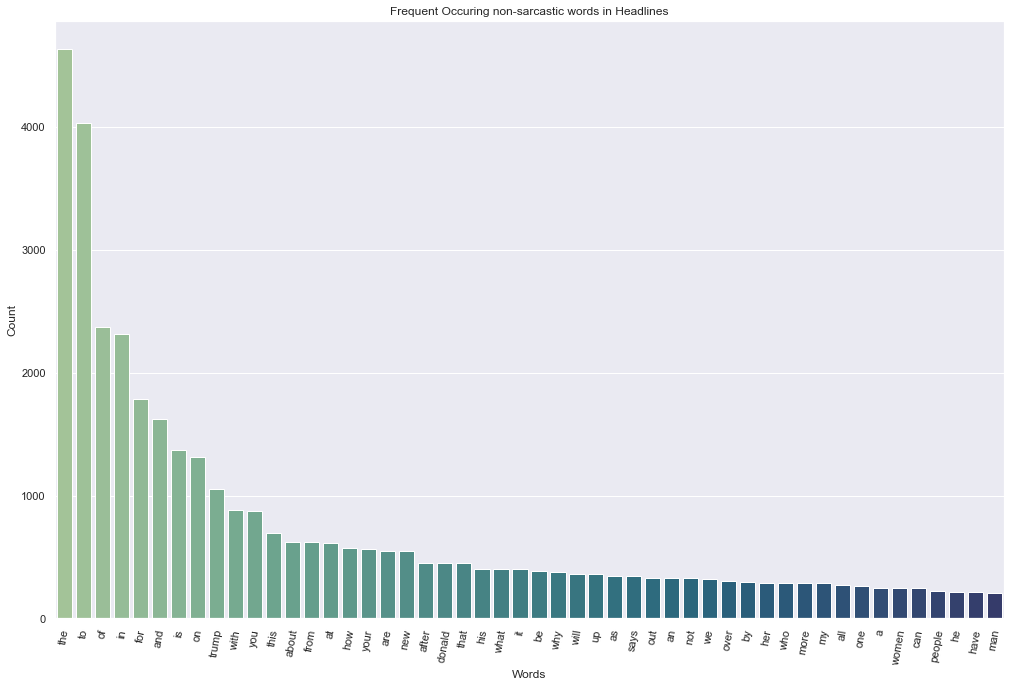 Frequent Occuring non-sarcastic words in Headlines
4000
3000
2000
1000
0
Count
the
to
of
in
for
and
is
on
trump
with
you
this
about
from
at
how
your
are
new
after
donald
that
his
what
it
be
why
will
up
as
says
out
an
not
we
over
by
her
who
more
my
all
one
a
women
can
people
he
have
man
Words